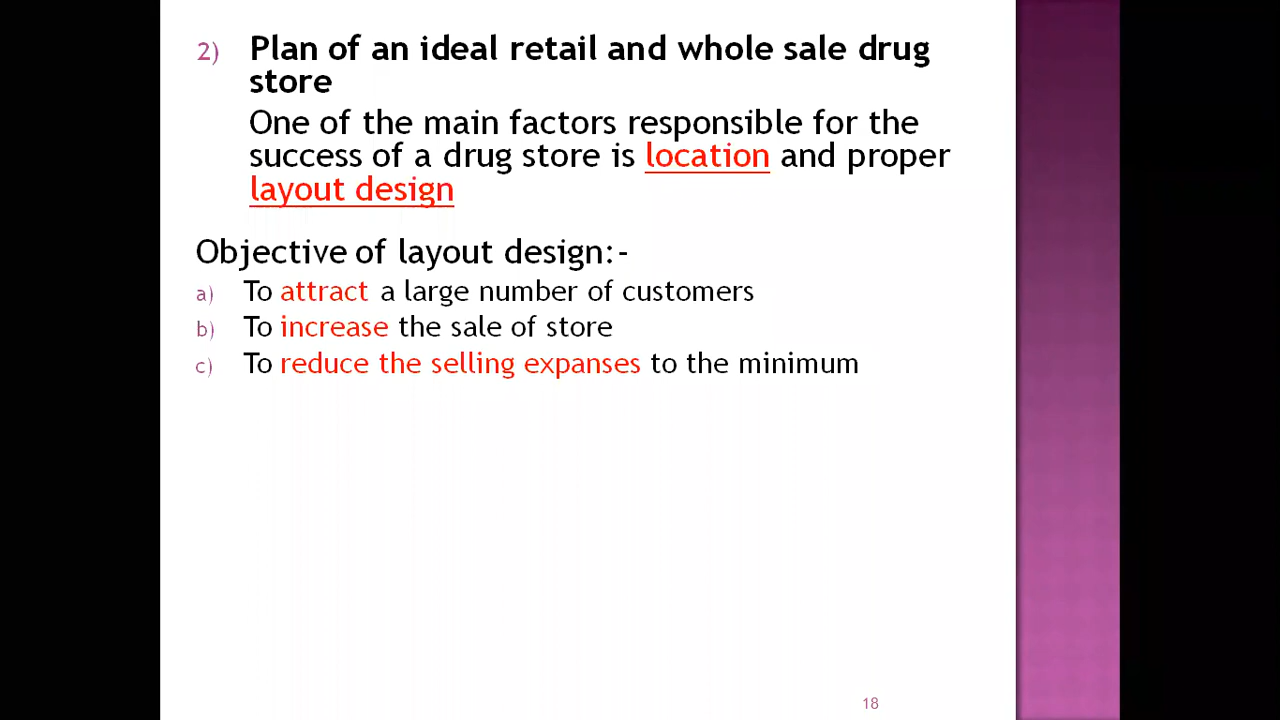 2) Plan of an ideal retail and whole sale drug
store
One of the main factors responsible for the
success of a drug store is location and proper
layout design
Objective of layout design:-
a) To attract a large number of customers
b) To increase the sale of store
c) To reduce the selling expanses to the minimum
18